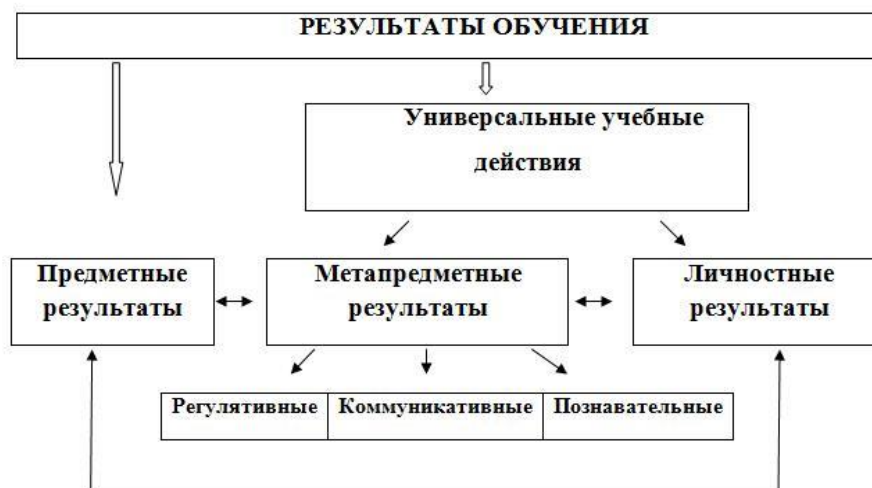 РЕЗУЛЬТАТЫ ОБУЧЕНИЯ
Универсальные учебные
действия
Предметные
результаты
Метапредметные
результаты
Личностные
результаты
Регулятивные
Коммуникативные
Познавательные